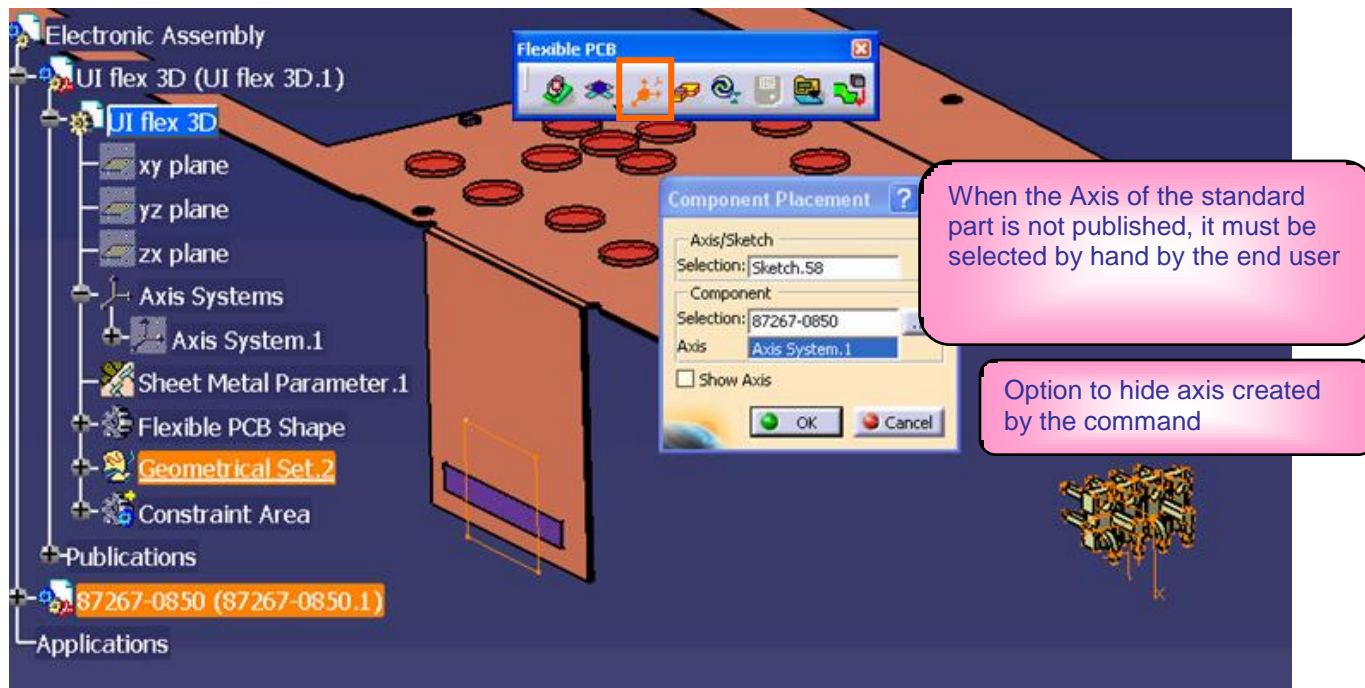 Electronic Assembly
UI flex 3D (UI flex 3D.1)
UI flex 3D
xy plane
yz plane
zx plane
Axis Systems
Axis System.1
Sheet Metal Parameter.1
Flexible PCB Shape
Geometrical Set.2
Constraint Area
Publications
87267-0850 (87267-0850.1)
Applications
Flexible PCB
Component Placement ?
Axis/Sketch
Selection: Sketch.58
Component
Selection: 87267-0850
Axis Axis System.1
Show Axis
OK Cancel
When the Axis of the standard
part is not published, it must be
selected by hand by the end user
Option to hide axis created
by the command
x